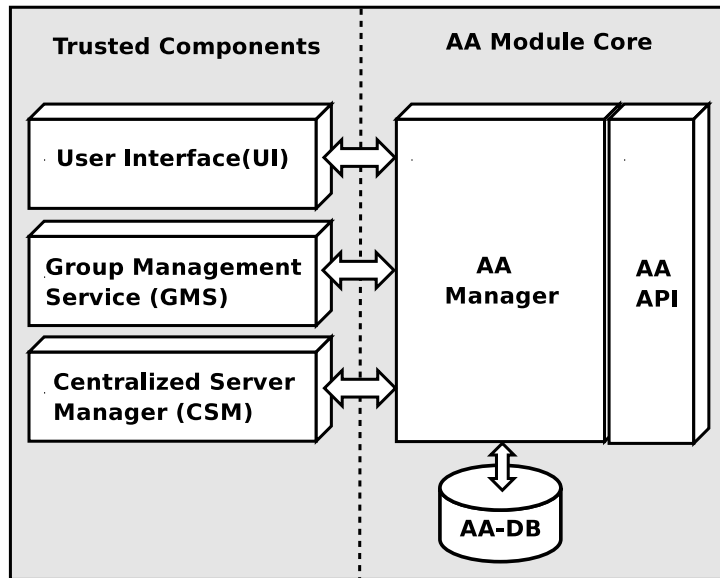 Trusted Components
AA Module Core
User Interface(UI)
Group Management
Service (GMS)
Centralized Server
Manager (CSM)
AA
Manager
AA
API
AA-DB